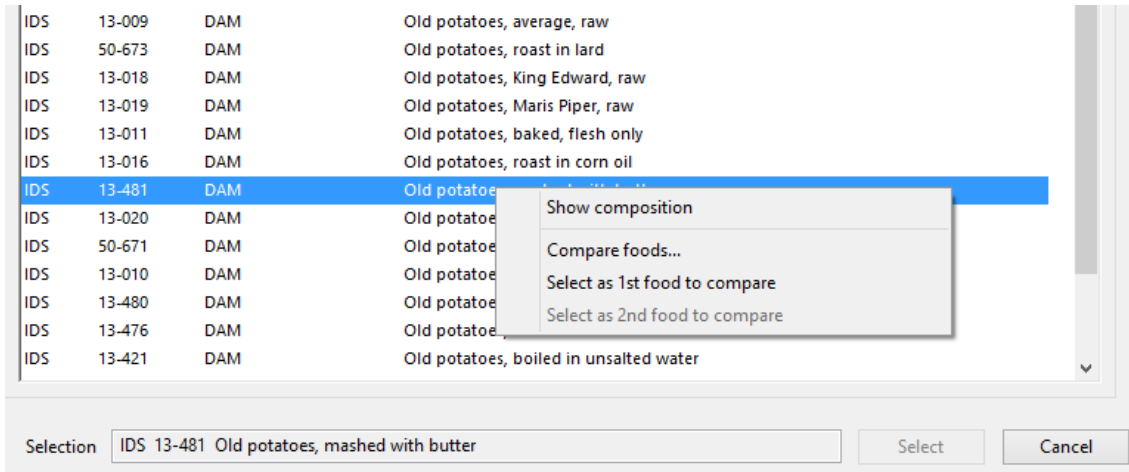 IDS 13-009 DAM Old potatoes, average, raw
IDS 50-673 DAM Old potatoes, roast in lard
IDS 13-018 DAM Old potatoes, King Edward, raw
IDS 13-019 DAM Old potatoes, Maris Piper, raw
IDS 13-011 DAM Old potatoes, baked, flesh only
IDS 13-016 DAM Old potatoes, roast in corn oil
IDS 13-481 DAM Old potatoe
Show composition
IDS 13-020 DAM Old potatoe
IDS 50-671 DAM Old potatoe
Compare foods...
IDS 13-010 DAM Old potatoe
Select as 1st food to compare
IDS 13-480 DAM Old potatoe
Select as 2nd food to compare
IDS 13-476 DAM Old potatoe
IDS 13-421 DAM Old potatoes, boiled in unsalted water
Selection IDS 13-481 Old potatoes, mashed with butter Select Cancel